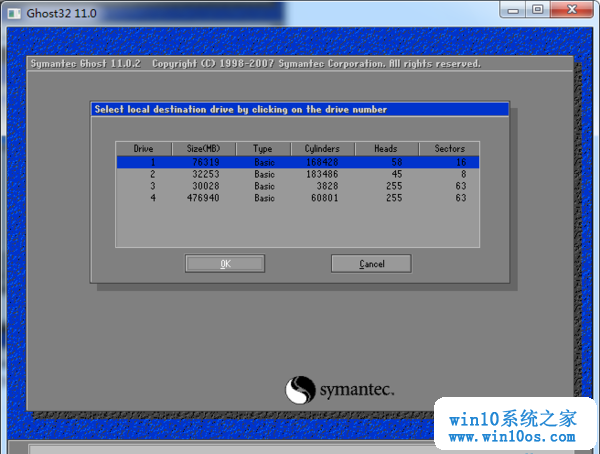 Ghost32 11.0
Symantec Ghost 11.0.2 Copyright (C) 1998-2007 Symantec Corporation. All rights reserved.
Select local destination drive by clicking on the drive number
Drive Size(MB) Type Cylinders Heads Sectors
1 76319 Basic 168428 58 16
2 32253 Basic 183486 45 8
3 30028 Basic 3828 255 63
4 476940 Basic 60801 255 63
OK Cancel
symantec.
win10系统之家
www.win10os.com